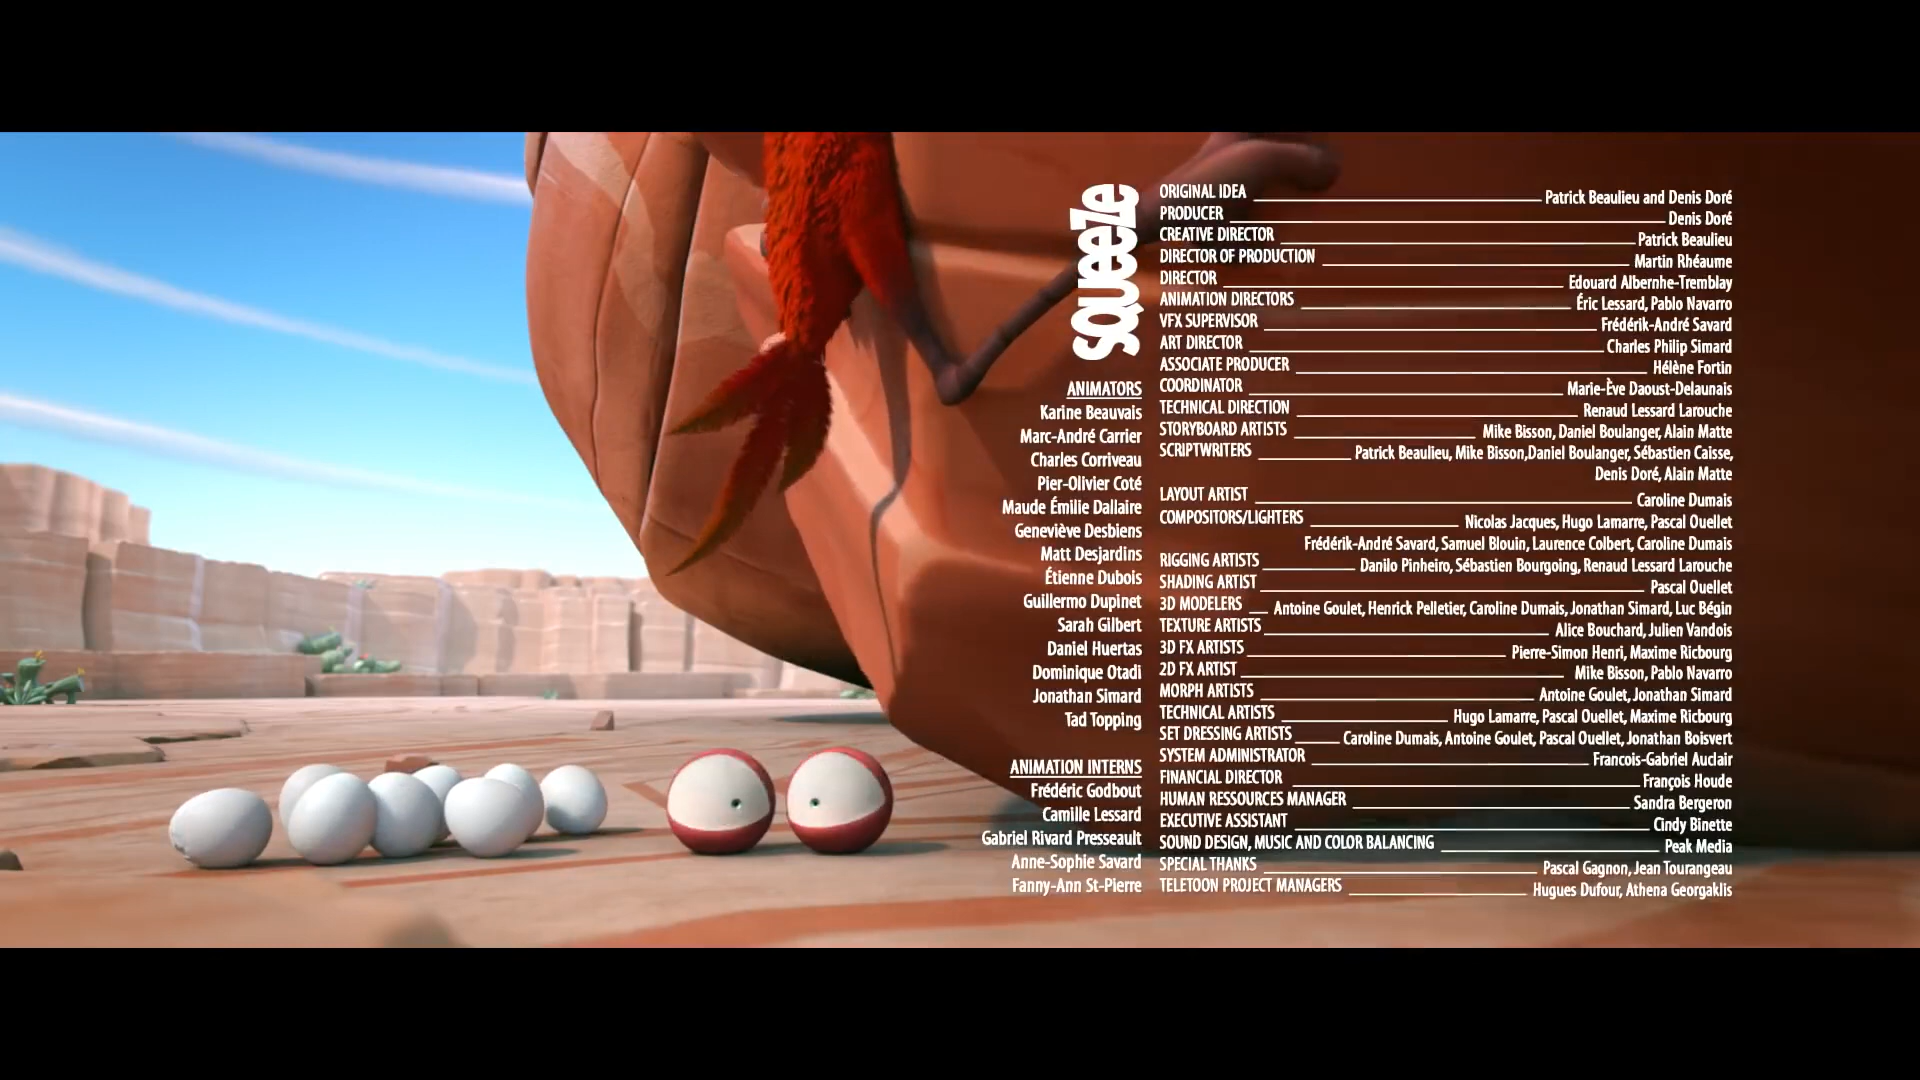 squeeze
ANIMATORS
Karine Beauvais
Marc-André Carrier
Charles Corriveau
Pier-Olivier Coté
Maude Émilie Dallaire
Geneviève Desbiens
Matt Desjardins
Étienne Dubois
Guillermo Dupinet
Sarah Gilbert
Daniel Huertas
Dominique Otadi
Jonathan Simard
Tad Topping
ANIMATION INTERNS
Frédéric Godbout
Camille Lessard
Gabriel Rivard Presseault
Anne-Sophie Savard
Fanny-Ann St-Pierre
ORIGINAL IDEA Patrick Beaulieu and Denis Doré
PRODUCER Denis Doré
CREATIVE DIRECTOR Patrick Beaulieu
DIRECTOR OF PRODUCTION Martin Rhéaume
DIRECTOR Edouard Albernhe-Tremblay
ANIMATION DIRECTORS Éric Lessard, Pablo Navarro
VFX SUPERVISOR Frédérik-André Savard
ART DIRECTOR Charles Philip Simard
ASSOCIATE PRODUCER Hélène Fortin
COORDINATOR Marie-Ève Daoust-Delaunais
TECHNICAL DIRECTION Renaud Lessard Larouche
STORYBOARD ARTISTS Mike Bisson, Daniel Boulanger, Alain Matte
SCRIPTWRITERS Patrick Beaulieu, Mike Bisson,Daniel Boulanger, Sébastien Caisse,
Denis Doré, Alain Matte
LAYOUT ARTIST Caroline Dumais
COMPOSITORS/LIGHTERS Nicolas Jacques, Hugo Lamarre, Pascal Ouellet
Frédérik-André Savard, Samuel Blouin, Laurence Colbert, Caroline Dumais
RIGGING ARTISTS Danilo Pinheiro, Sébastien Bourgoing, Renaud Lessard Larouche
SHADING ARTIST Pascal Ouellet
3D MODELERS Antoine Goulet, Henrick Pelletier, Caroline Dumais, Jonathan Simard, Luc Bégin
TEXTURE ARTISTS Alice Bouchard, Julien Vandois
3D FX ARTISTS Pierre-Simon Henri, Maxime Ricbourg
2D FX ARTIST Mike Bisson, Pablo Navarro
MORPH ARTISTS Antoine Goulet, Jonathan Simard
TECHNICAL ARTISTS Hugo Lamarre, Pascal Ouellet, Maxime Ricbourg
SET DRESSING ARTISTS Caroline Dumais, Antoine Goulet, Pascal Ouellet, Jonathan Boisvert
SYSTEM ADMINISTRATOR Francois-Gabriel Auclair
FINANCIAL DIRECTOR François Houde
HUMAN RESSOURCES MANAGER Sandra Bergeron
EXECUTIVE ASSISTANT Cindy Binette
SOUND DESIGN, MUSIC AND COLOR BALANCING Peak Media
SPECIAL THANKS Pascal Gagnon, Jean Tourangeau
TELETOON PROJECT MANAGERS Hugues Dufour, Athena Georgaklis